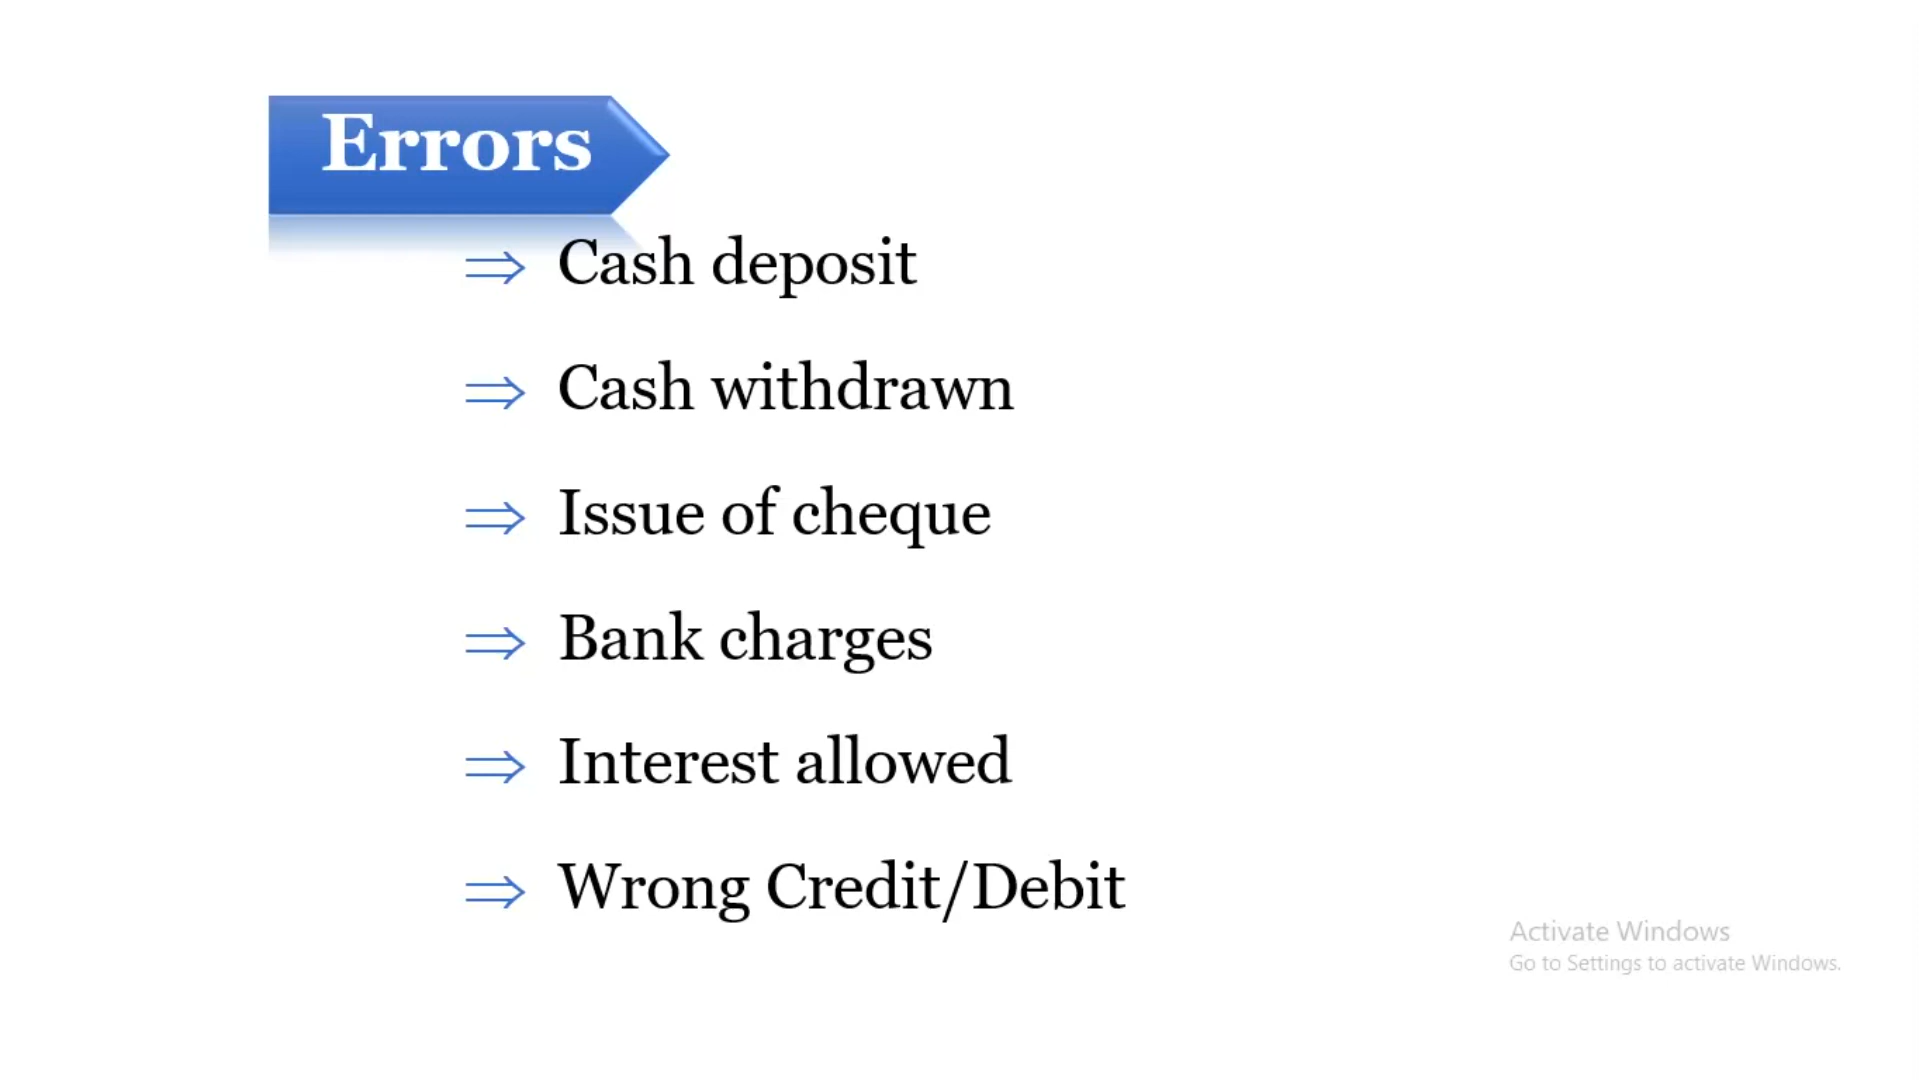 Errors
⇒ Cash deposit
⇒ Cash withdrawn
⇒ Issue of cheque
⇒ Bank charges
⇒ Interest allowed
⇒ Wrong Credit/Debit
Activate Windows
Go to Settings to activate Windows.